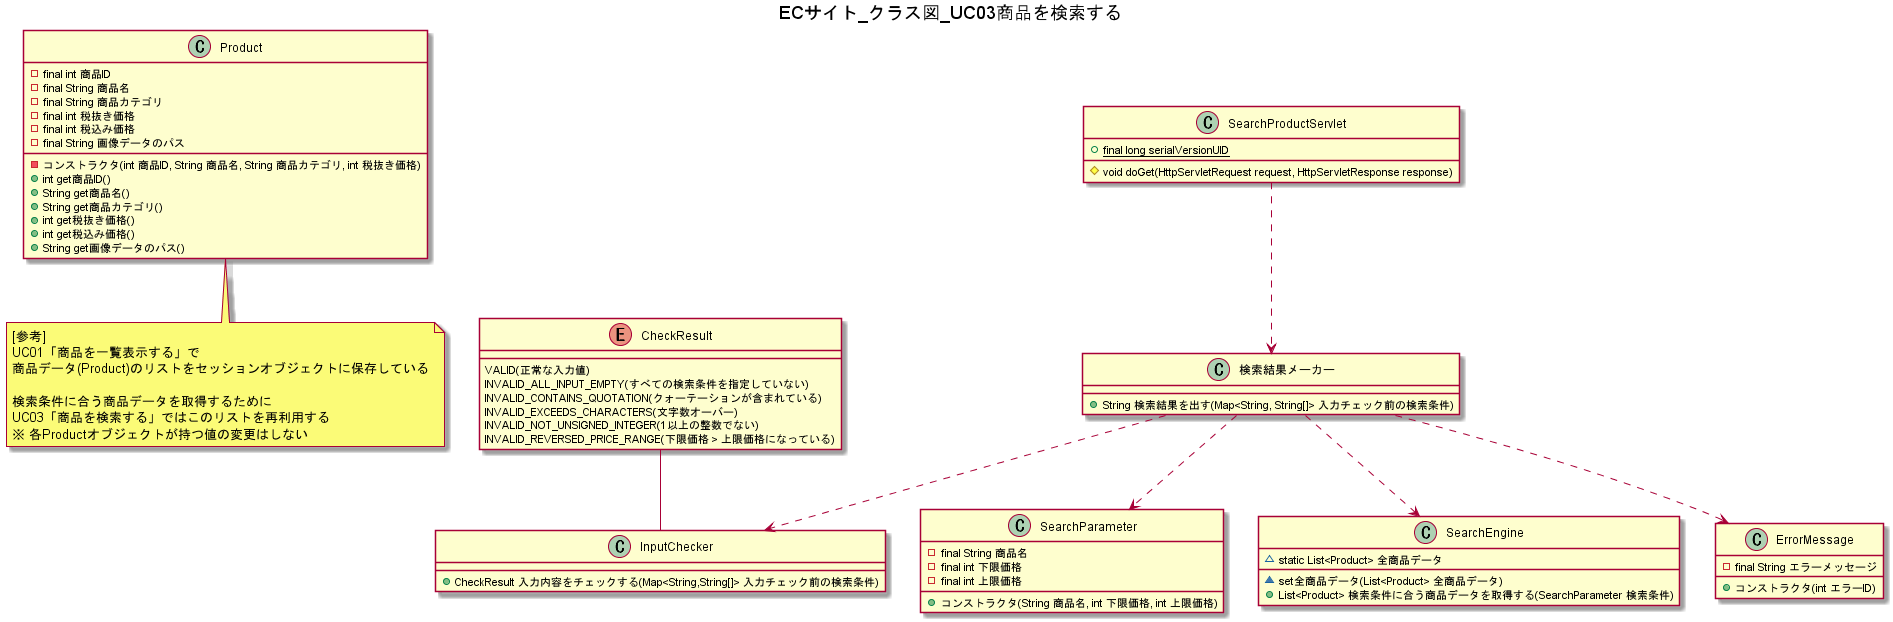 ECサイト_クラス図_UC03商品を検索する
C Product
final int 商品ID
final String 商品名
final String 商品カテゴリ
final int 税抜き価格
final int 税込み価格
final String 画像データのパス
コンストラクタ(int 商品ID, String 商品名, String 商品カテゴリ, int 税抜き価格)
int get商品ID()
String get商品名()
String get商品カテゴリ()
int get税抜き価格()
int get税込み価格()
String get画像データのパス()
[参考]
UC01「商品を一覧表示する」で
商品データ(Product)のリストをセッションオブジェクトに保存している
検索条件に合う商品データを取得するために
UC03「商品を検索する」ではこのリストを再利用する
※ 各Productオブジェクトが持つ値の変更はしない
E CheckResult
VALID(正常な入力値)
INVALID_ALL_INPUT_EMPTY(すべての検索条件を指定していない)
INVALID_CONTAINS_QUOTATION(クォーテーションが含まれている)
INVALID_EXCEEDS_CHARACTERS(文字数オーバー)
INVALID_NOT_UNSIGNED_INTEGER(1以上の整数でない)
INVALID_REVERSED_PRICE_RANGE(下限価格 > 上限価格になっている)
C SearchProductServlet
final long serialVersionUID
void doGet(HttpServletRequest request, HttpServletResponse response)
C 検索結果メーカー
String 検索結果を出す(Map<String, String[]> 入力チェック前の検索条件)
C InputChecker
CheckResult 入力内容をチェックする(Map<String,String[]> 入力チェック前の検索条件)
C SearchParameter
final String 商品名
final int 下限価格
final int 上限価格
コンストラクタ(String 商品名, int 下限価格, int 上限価格)
C SearchEngine
static List<Product> 全商品データ
set全商品データ(List<Product> 全商品データ)
List<Product> 検索条件に合う商品データを取得する(SearchParameter 検索条件)
C ErrorMessage
final String エラーメッセージ
コンストラクタ(int エラーID)